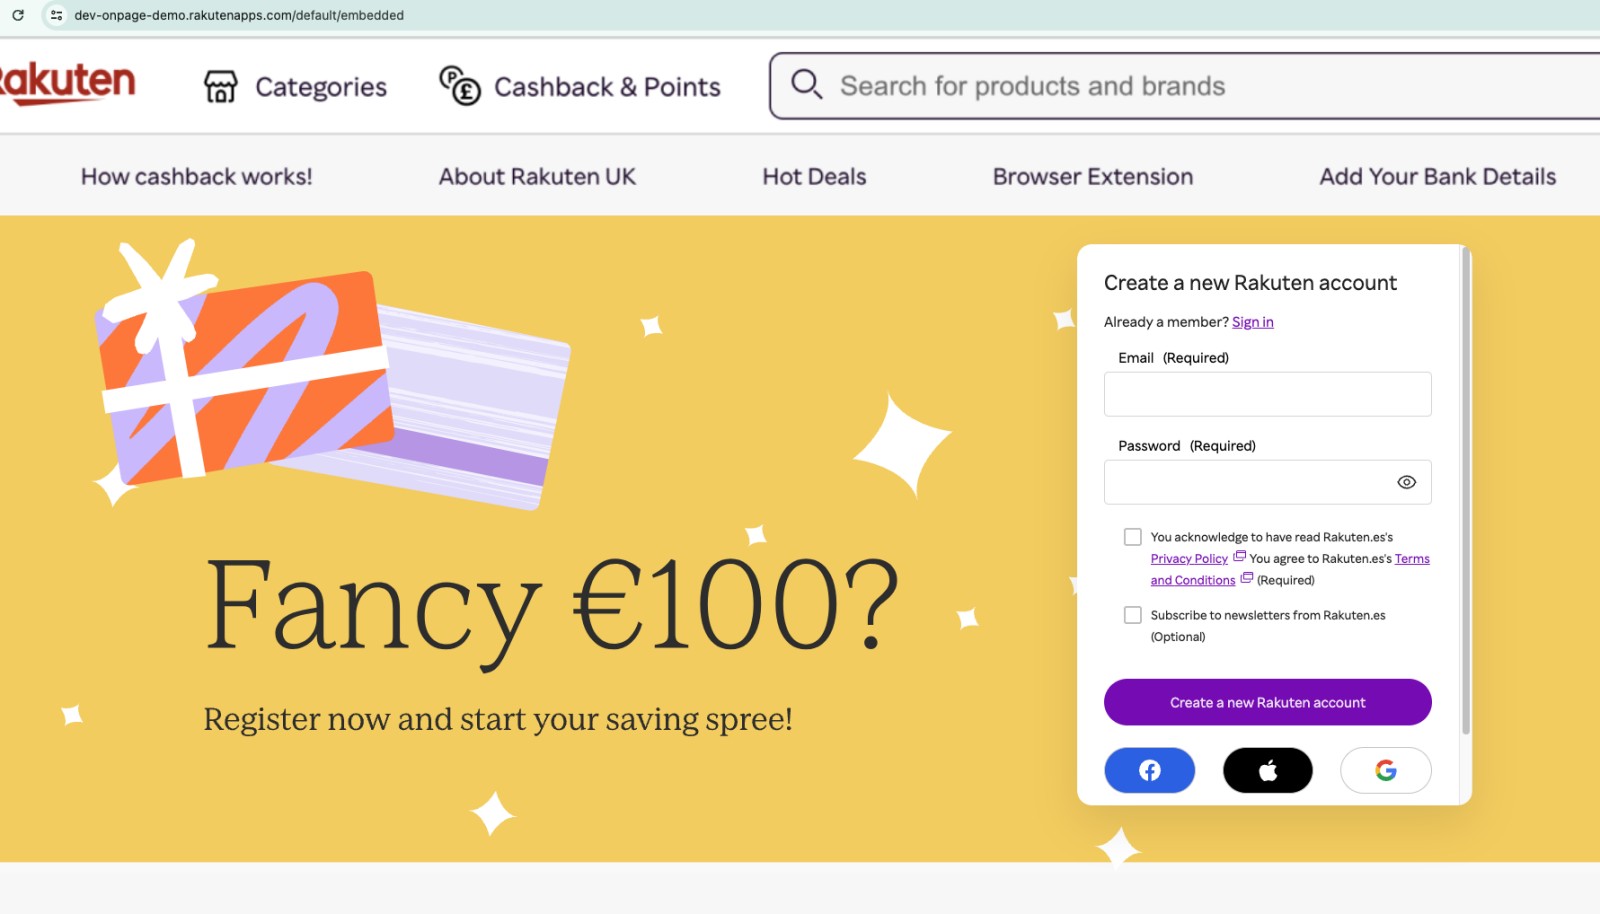 dev-onpage-demo.rakutenapps.com/default/embedded
Rakuten
Categories
Cashback & Points
Search for products and brands
How cashback works!
About Rakuten UK
Hot Deals
Browser Extension
Add Your Bank Details
Fancy €100?
Register now and start your saving spree!
Create a new Rakuten account
Already a member? Sign in
Email (Required)
Password (Required)
You acknowledge to have read Rakuten.es's
Privacy Policy You agree to Rakuten.es's Terms
and Conditions (Required)
Subscribe to newsletters from Rakuten.es
(Optional)
Create a new Rakuten account